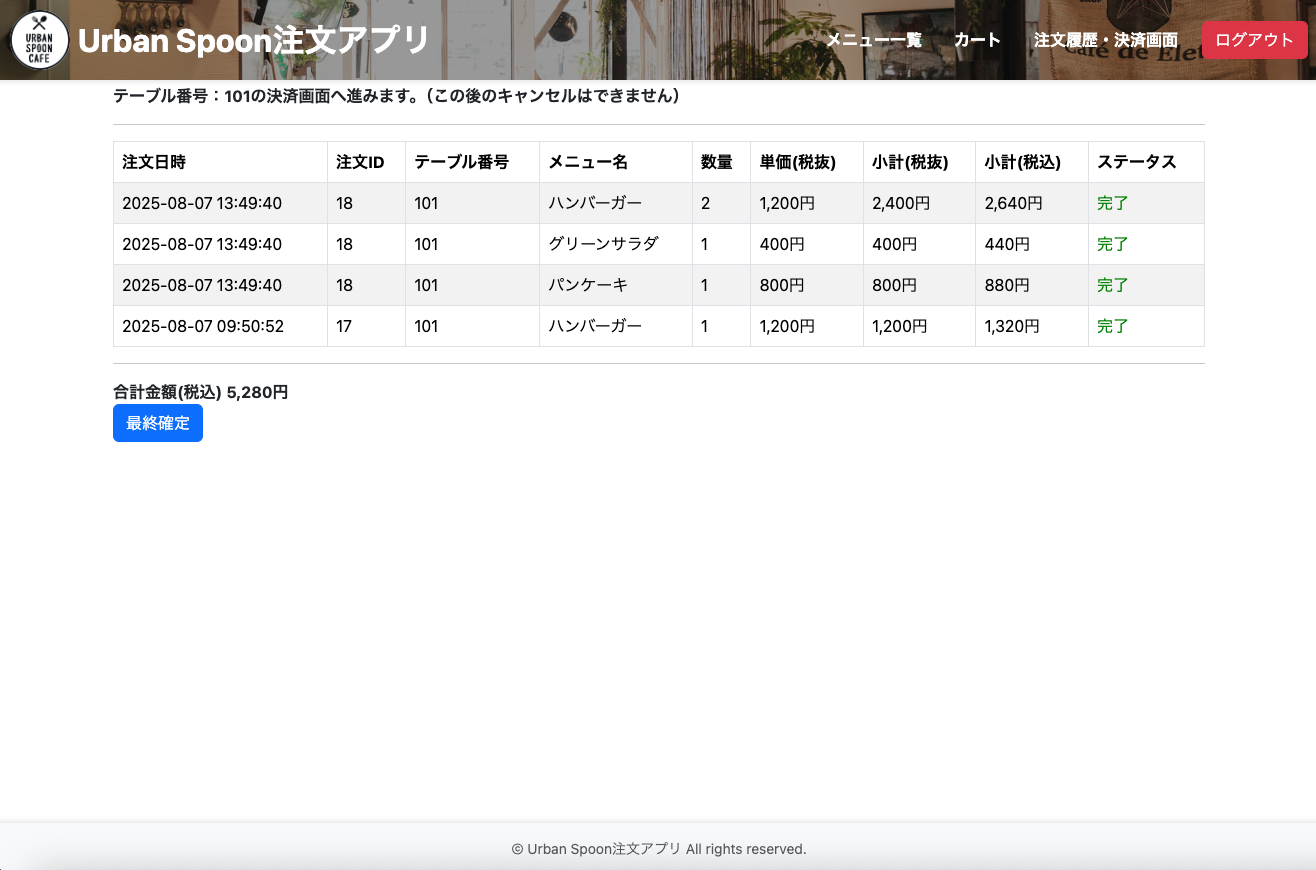 URBAN
SPOON
CAFE
Urban Spoon注文アプリ
メニュー一覧 カート 注文履歴・決済画面 ログアウト
テーブル番号：101の決済画面へ進みます。（この後のキャンセルはできません）
注文日時 注文ID テーブル番号 メニュー名 数量 単価(税抜) 小計(税抜) 小計(税込) ステータス
2025-08-07 13:49:40 18 101 ハンバーガー 2 1,200円 2,400円 2,640円 完了
2025-08-07 13:49:40 18 101 グリーンサラダ 1 400円 400円 440円 完了
2025-08-07 13:49:40 18 101 パンケーキ 1 800円 800円 880円 完了
2025-08-07 09:50:52 17 101 ハンバーガー 1 1,200円 1,200円 1,320円 完了
合計金額(税込) 5,280円
最終確定
© Urban Spoon注文アプリ All rights reserved.